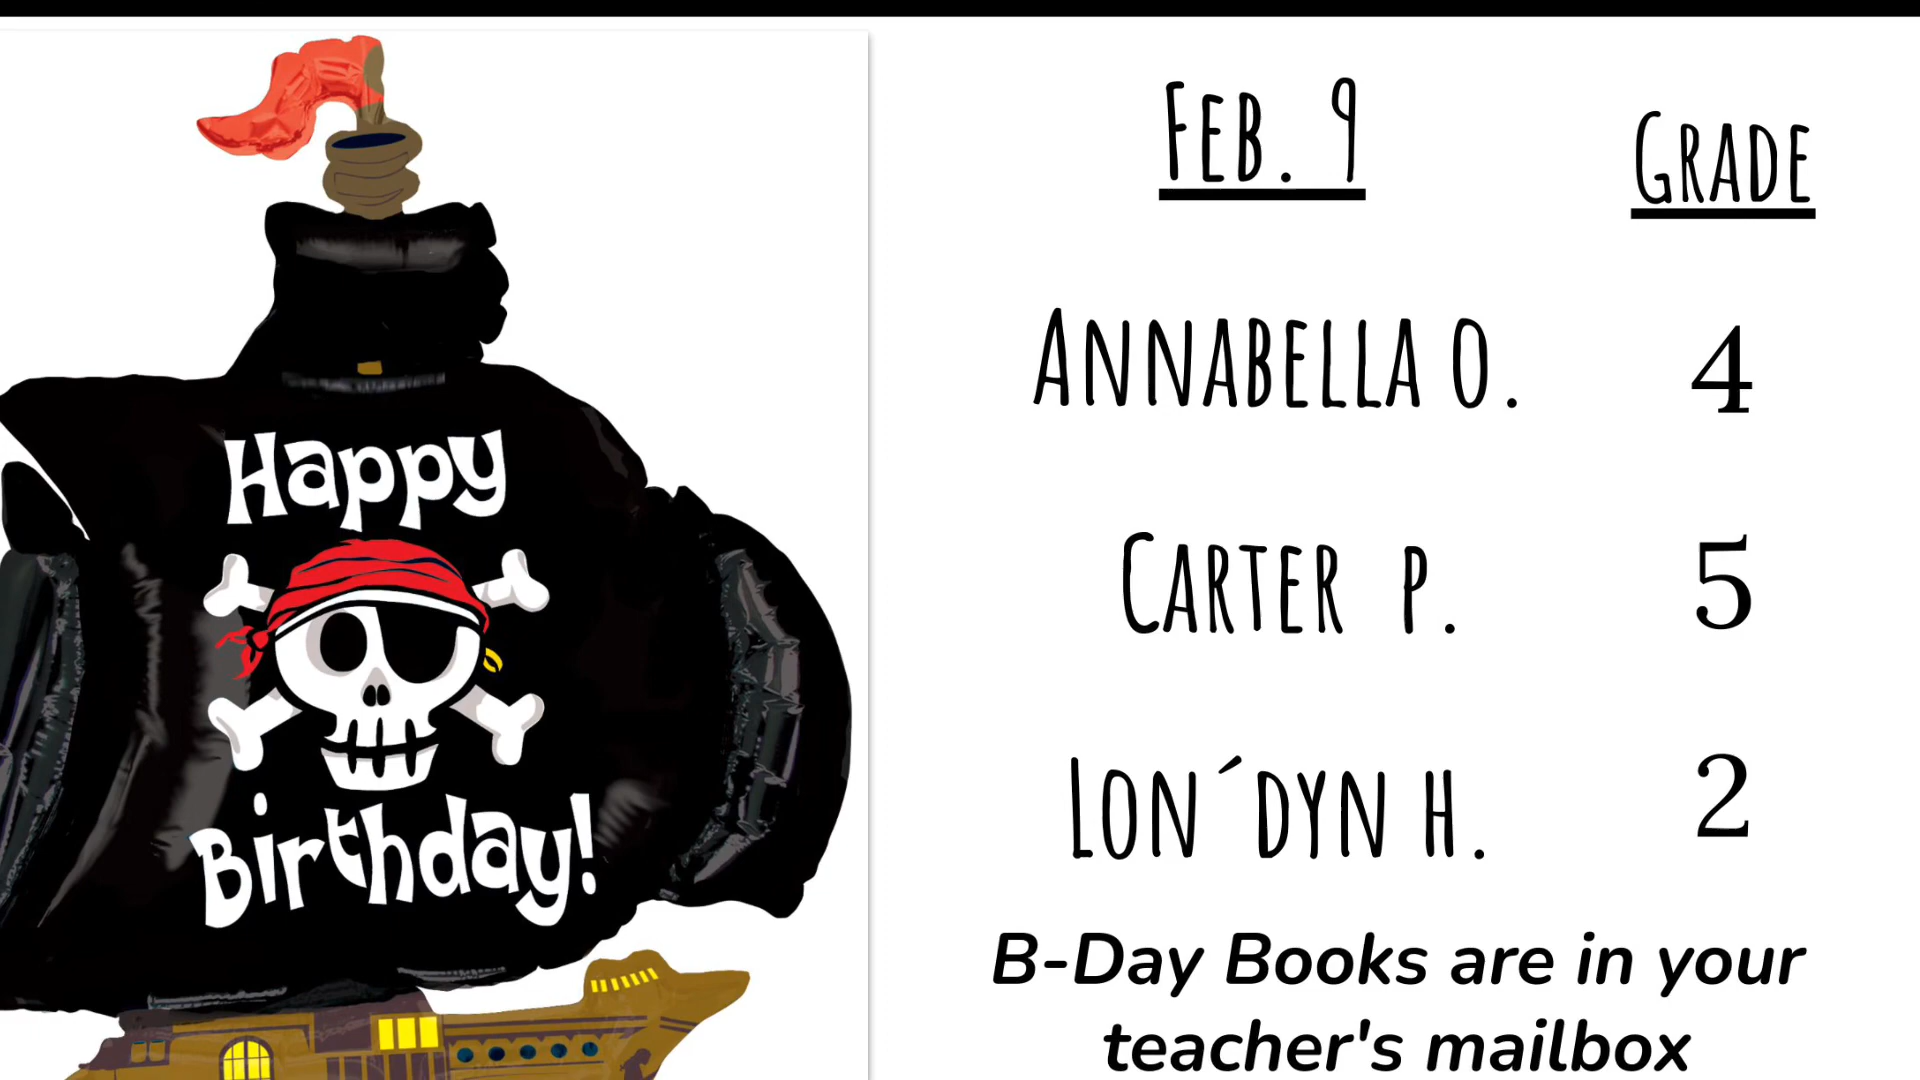 Happy
Birthday!
FEB. 9
GRADE
ANNABELLA O.
4
CARTER P.
5
LON´DYN H.
2
B-Day Books are in your
teacher's mailbox